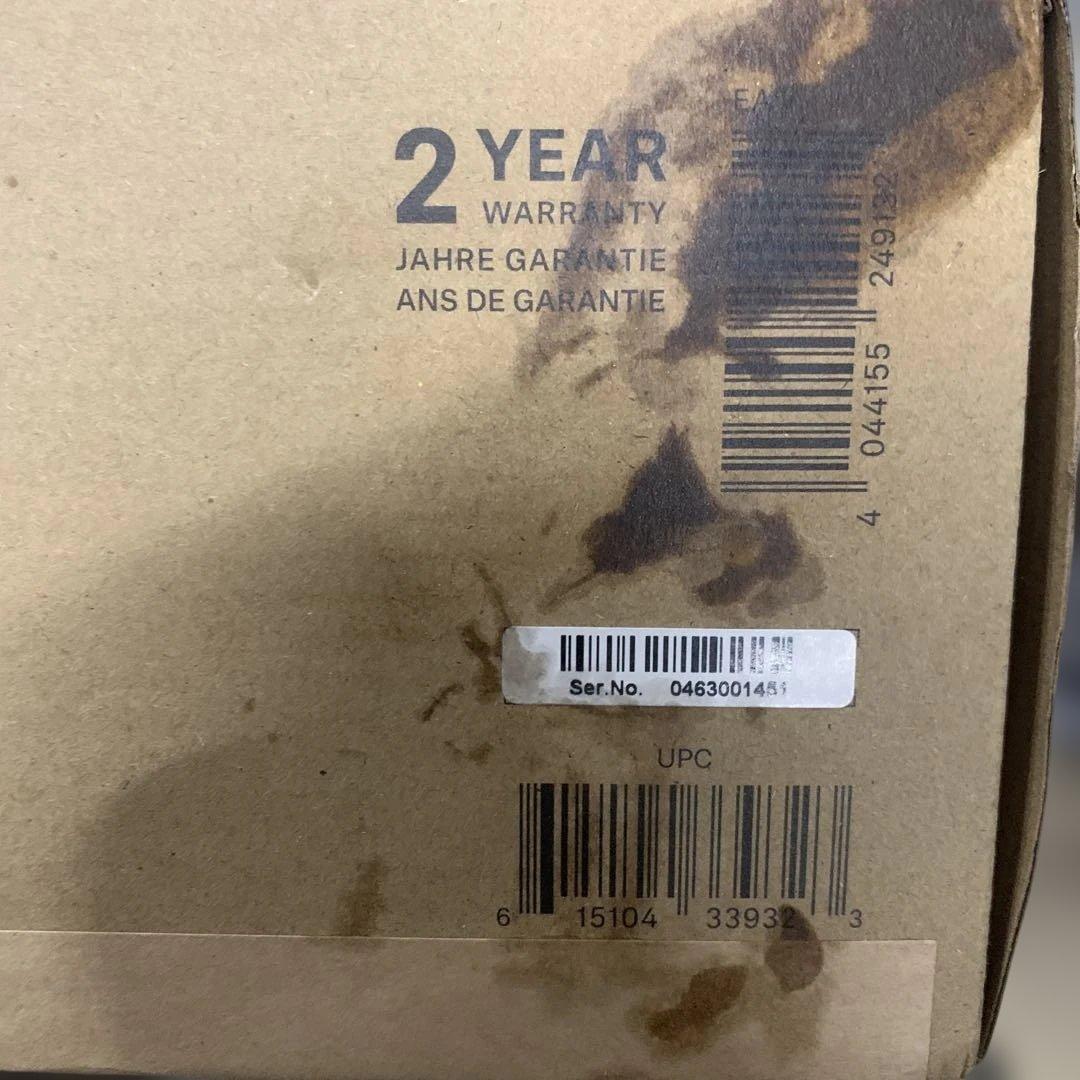 2 YEAR
WARRANTY
JAHRE GARANTIE
ANS DE GARANTIE
4 044155 249132
Ser.No. 0463001451
UPC
6 15104 33932 3